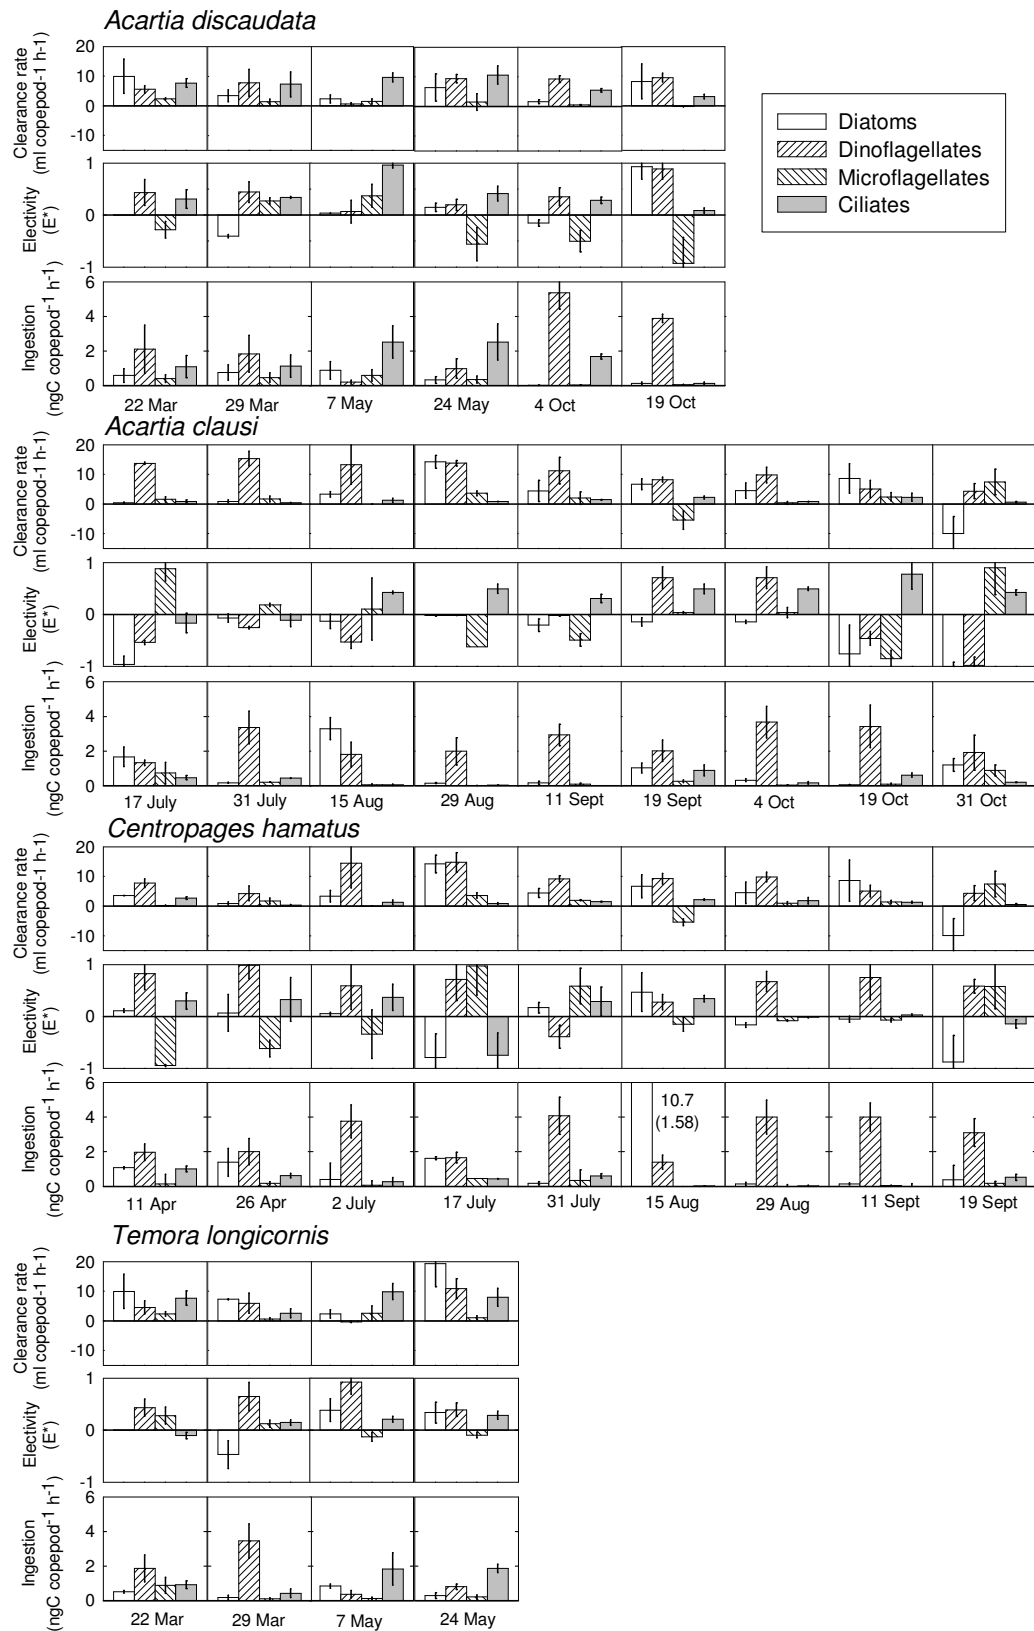 Acartia discaudata
Clearance rate
(ml copepod-1 h-1)
20
10
0
-10
Diatoms
Dinoflagellates
Microflagellates
Ciliates
Electivity
(E*)
1
0
-1
Ingestion
(ngC copepod-1 h-1)
6
4
2
0
22 Mar 29 Mar 7 May 24 May 4 Oct 19 Oct
Acartia clausi
Clearance rate
(ml copepod-1 h-1)
20
10
0
-10
Electivity
(E*)
1
0
-1
Ingestion
(ngC copepod-1 h-1)
6
4
2
0
17 July 31 July 15 Aug 29 Aug 11 Sept 19 Sept 4 Oct 19 Oct 31 Oct
Centropages hamatus
Clearance rate
(ml copepod-1 h-1)
20
10
0
-10
Electivity
(E*)
1
0
-1
Ingestion
(ngC copepod-1 h-1)
6
4
2
0
10.7
(1.58)
11 Apr 26 Apr 2 July 17 July 31 July 15 Aug 29 Aug 11 Sept 19 Sept
Temora longicornis
Clearance rate
(ml copepod-1 h-1)
20
10
0
-10
Electivity
(E*)
1
0
-1
Ingestion
(ngC copepod-1 h-1)
6
4
2
0
22 Mar 29 Mar 7 May 24 May